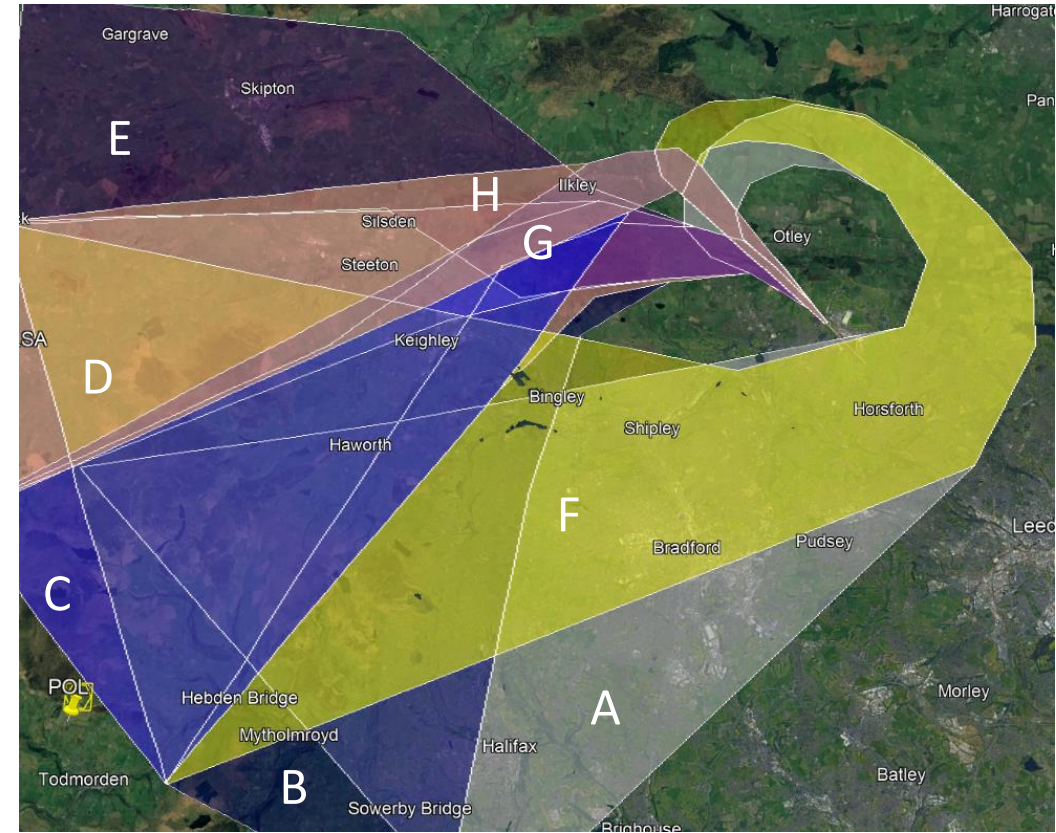 Harrogat
Gargrave
Skipton
Pan
E
Ilkley
H
k
Silsden
Otley
G
Steeton
SA
Keighley
D
Bingley
Horsforth
Shipley
Haworth
F
Leed
Bradford
Pudsey
C
POL
Hebden Bridge
Morley
A
Mytholmroyd
Halifax
Todmorden
B
Batley
Sowerby Bridge
Brighouse